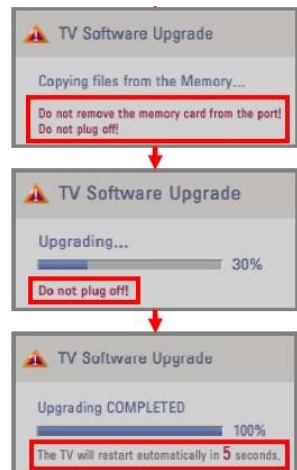 TV Software Upgrade
Copying files from the Memory...
Do not remove the memory card from the port!
Do not plug off!
TV Software Upgrade
Upgrading...
30%
Do not plug off!
TV Software Upgrade
Upgrading COMPLETED
100%
The TV will restart automatically in 5 seconds.